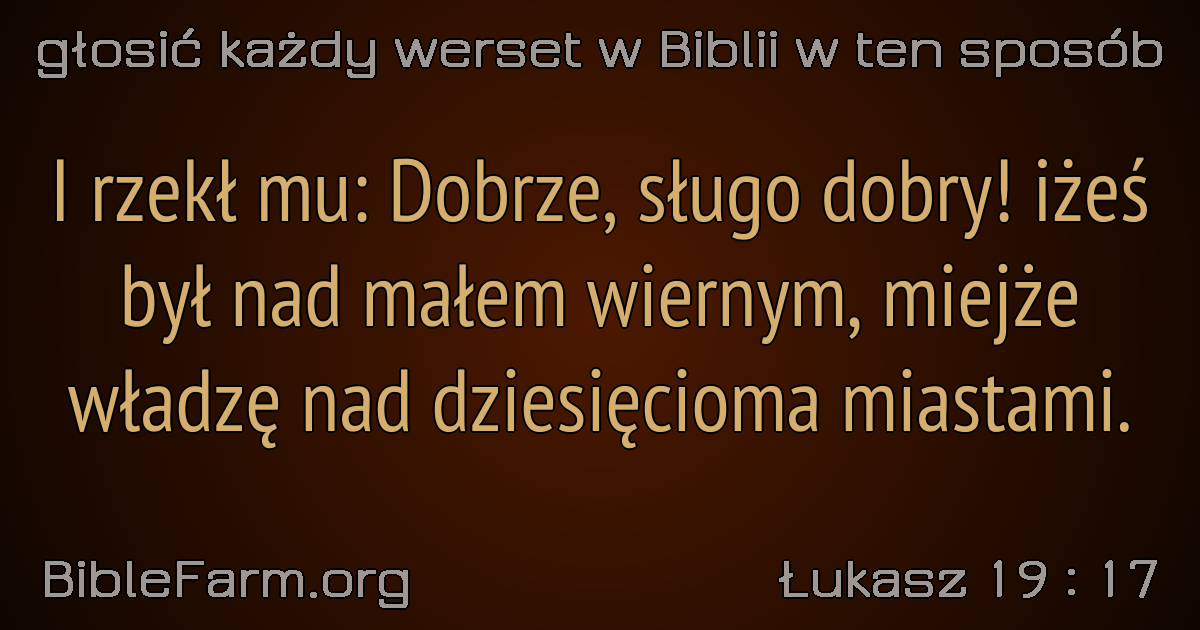 głosić każdy werset w Biblii w ten sposób
I rzekł mu: Dobrze, sługo dobry! iżeś
był nad małem wiernym, miejże
władzę nad dziesięcioma miastami.
BibleFarm.org
Łukasz 19 : 17